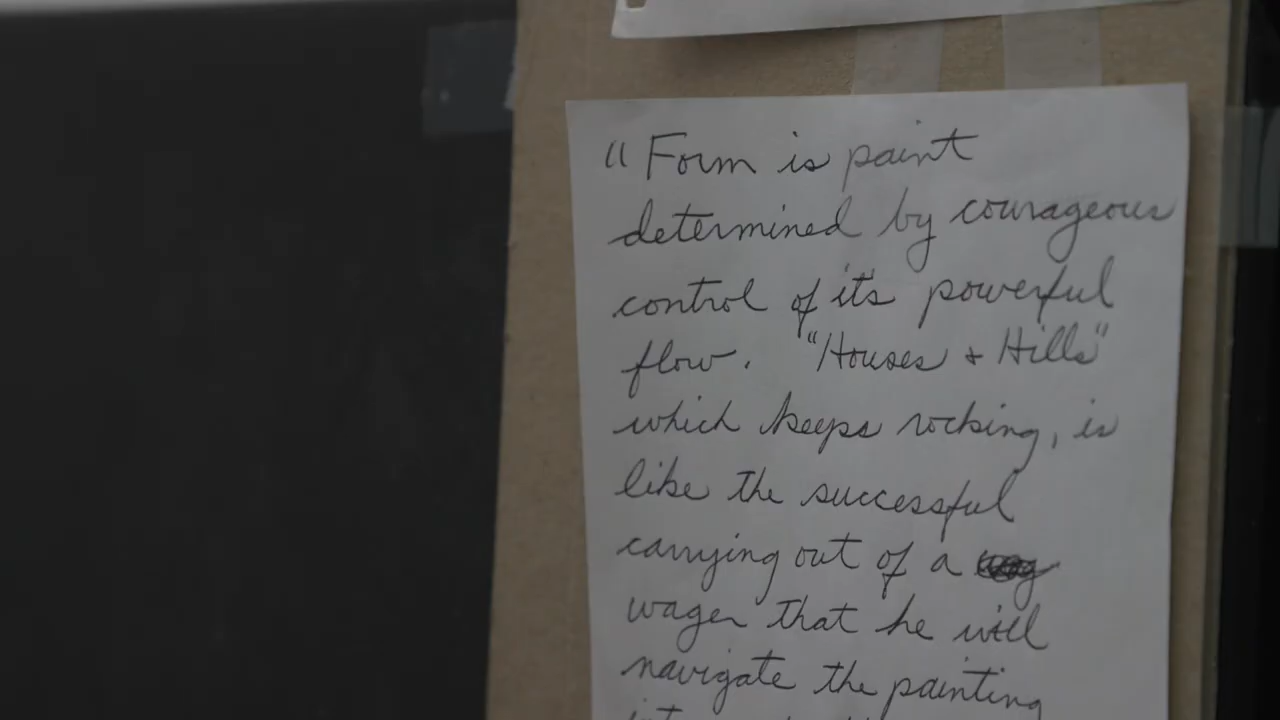 "Form is paint
determined by courageous
control of it's powerful
flow. "Houses + Hills"
which keeps rocking, is
like the successful
carrying out of a
wager that he will
navigate the painting